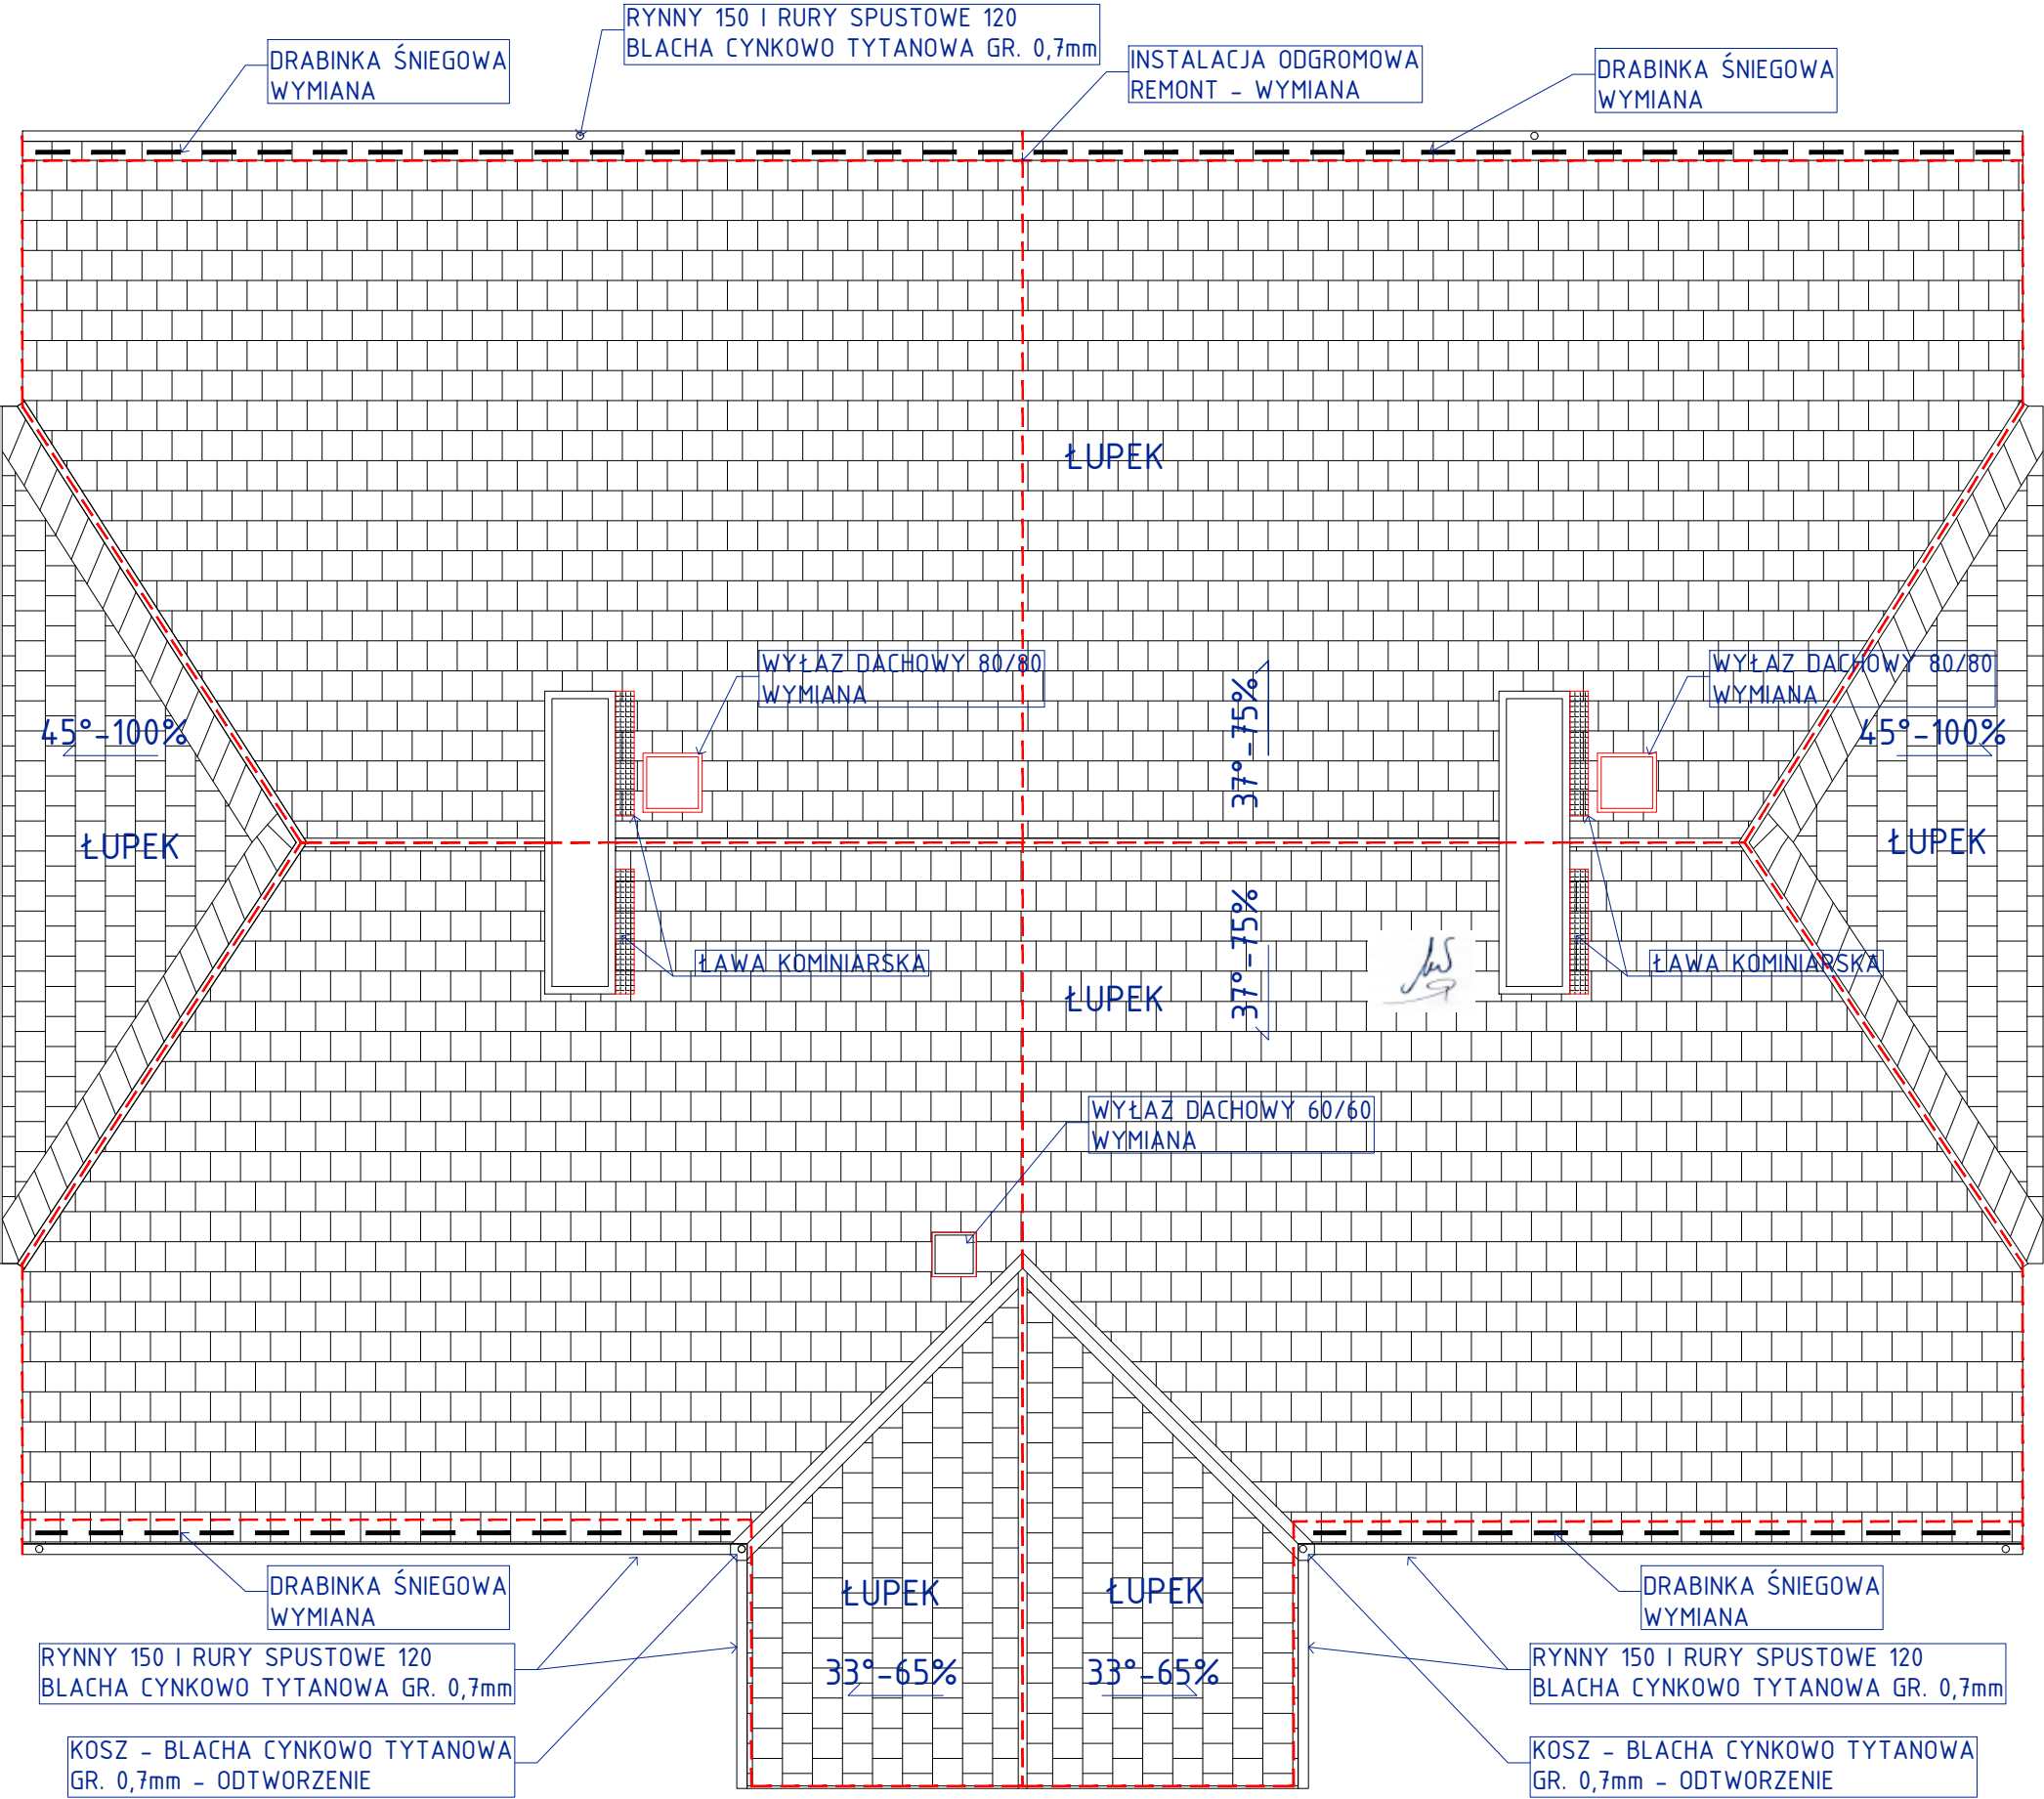 RYNNY 150 I RURY SPUSTOWE 120
BLACHA CYNKOWO TYTANOWA GR. 0,7mm
DRABINKA ŚNIEGOWA
WYMIANA
INSTALACJA ODGROMOWA
REMONT - WYMIANA
DRABINKA ŚNIEGOWA
WYMIANA
ŁUPEK
WYŁAZ DACHOWY 80/80
WYMIANA
WYŁAZ DACHOWY 80/80
WYMIANA
45°-100%
37°-75%
45°-100%
ŁUPEK
ŁUPEK
ŁAWA KOMINIARSKA
37°-75%
ŁAWA KOMINIARSKA
ŁUPEK
WYŁAZ DACHOWY 60/60
WYMIANA
DRABINKA ŚNIEGOWA
WYMIANA
ŁUPEK
ŁUPEK
DRABINKA ŚNIEGOWA
WYMIANA
RYNNY 150 I RURY SPUSTOWE 120
BLACHA CYNKOWO TYTANOWA GR. 0,7mm
33°-65%
33°-65%
RYNNY 150 I RURY SPUSTOWE 120
BLACHA CYNKOWO TYTANOWA GR. 0,7mm
KOSZ - BLACHA CYNKOWO TYTANOWA
GR. 0,7mm - ODTWORZENIE
KOSZ - BLACHA CYNKOWO TYTANOWA
GR. 0,7mm - ODTWORZENIE